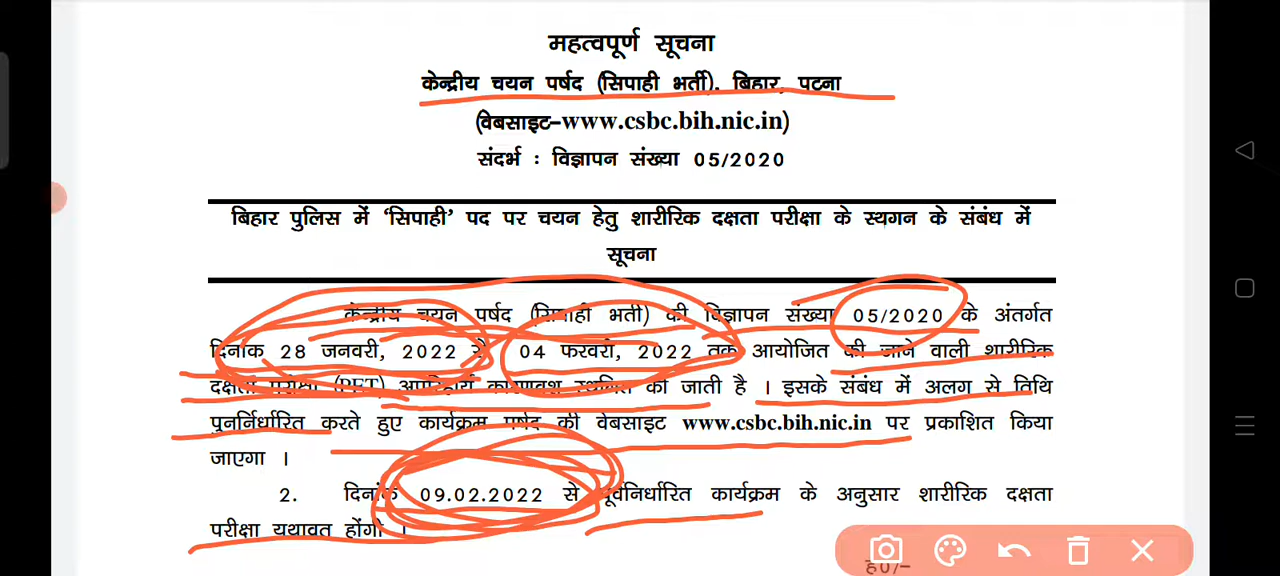 महत्वपूर्ण सूचना
केन्द्रीय चयन पर्षद (सिपाही भर्ती), बिहार, पटना
(वेबसाइट-www.csbc.bih.nic.in)
संदर्भ : विज्ञापन संख्या 05/2020
बिहार पुलिस में ‘सिपाही’ पद पर चयन हेतु शारीरिक दक्षता परीक्षा के स्थगन के संबंध में
सूचना
केन्द्रीय चयन पर्षद (सिपाही भर्ती) की विज्ञापन संख्या 05/2020 के अंतर्गत
दिनांक 28 जनवरी, 2022 से 04 फरवरी, 2022 तक आयोजित की जाने वाली शारीरिक
दक्षता परीक्षा (PET) अपरिहार्य कारणवश स्थगित की जाती है । इसके संबंध में अलग से तिथि
पुनर्निर्धारित करते हुए कार्यक्रम पर्षद की वेबसाइट www.csbc.bih.nic.in पर प्रकाशित किया
जाएगा ।
2. दिनांक 09.02.2022 से पूर्वनिर्धारित कार्यक्रम के अनुसार शारीरिक दक्षता
परीक्षा यथावत होंगी ।
ह0/-